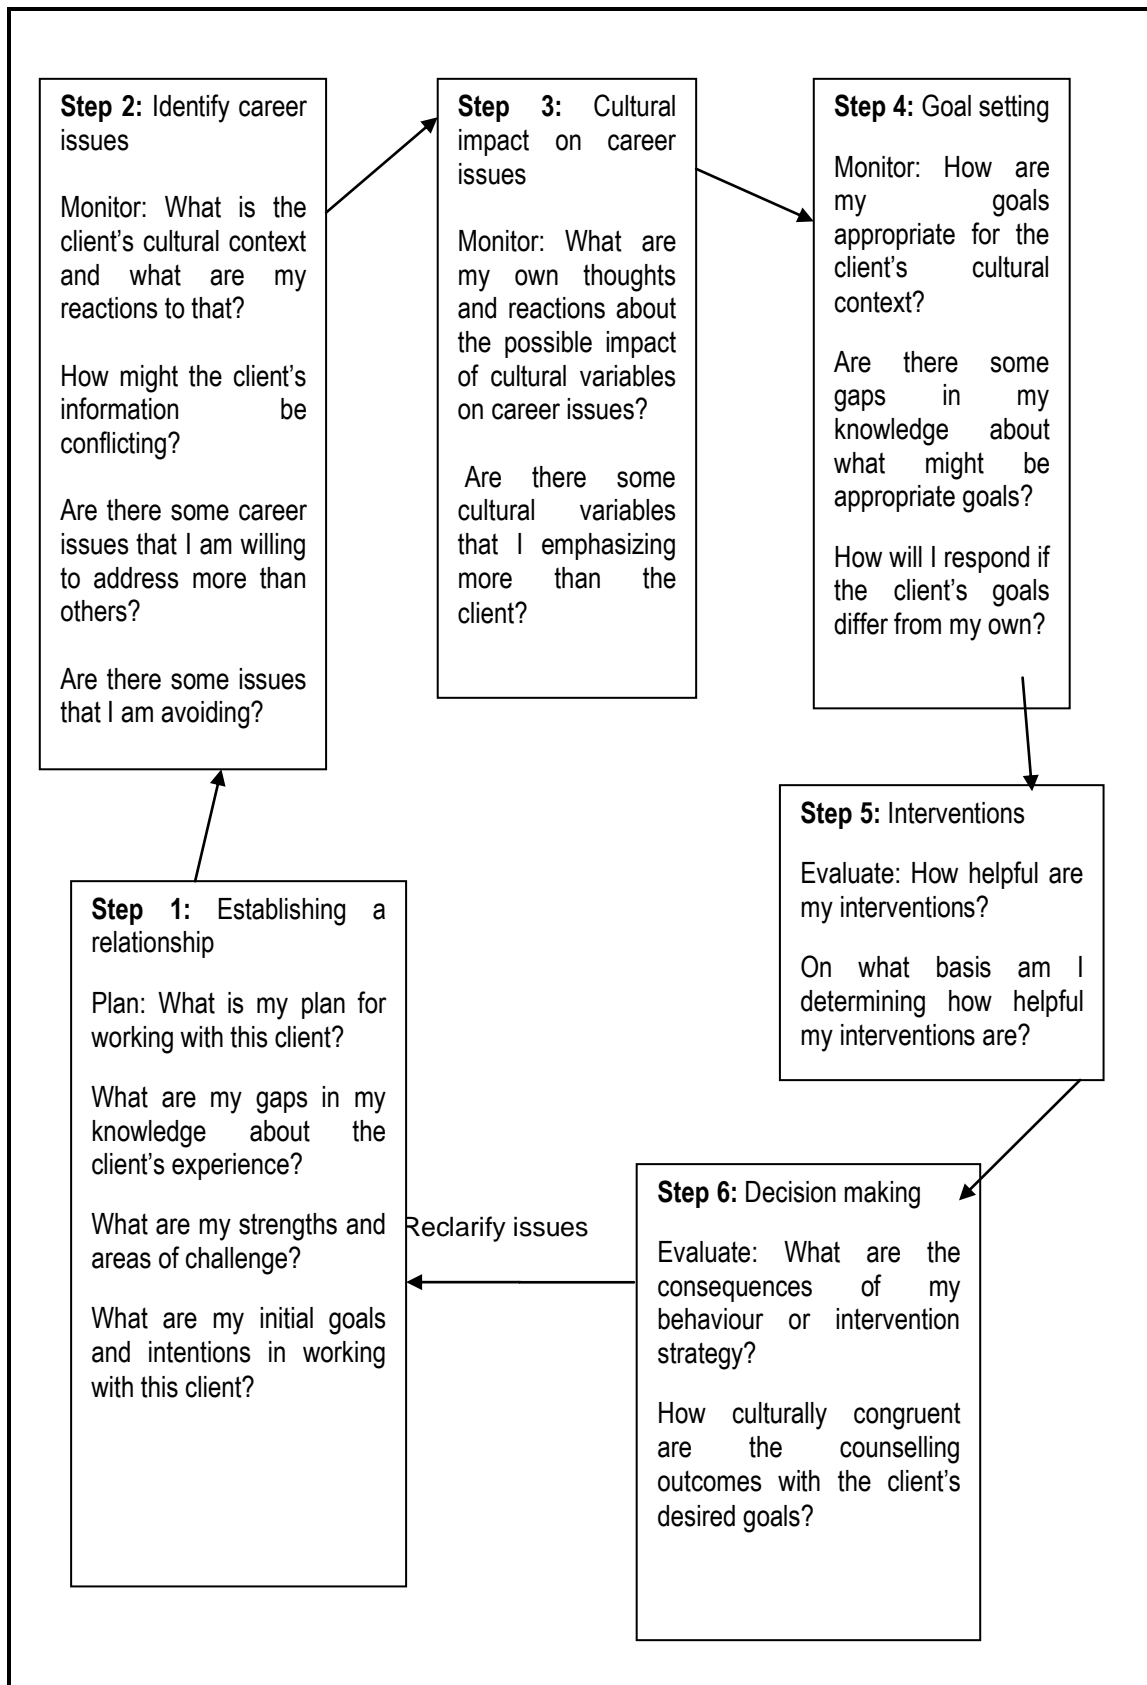 Step 2: Identify career
issues
Monitor: What is the
client's cultural context
and what are my
reactions to that?
How might the client's
information be
conflicting?
Are there some career
issues that I am willing
to address more than
others?
Are there some issues
that I am avoiding?
Step 3: Cultural
impact on career
issues
Monitor: What are
my own thoughts
and reactions about
the possible impact
of cultural variables
on career issues?
Are there some
cultural variables
that I emphasizing
more than the
client?
Step 4: Goal setting
Monitor: How are
my goals
appropriate for the
client's cultural
context?
Are there some
gaps in my
knowledge about
what might be
appropriate goals?
How will I respond if
the client's goals
differ from my own?
Step 5: Interventions
Evaluate: How helpful are
my interventions?
On what basis am I
determining how helpful
my interventions are?
Step 1: Establishing a
relationship
Plan: What is my plan for
working with this client?
What are my gaps in my
knowledge about the
client's experience?
What are my strengths and
areas of challenge?
What are my initial goals
and intentions in working
with this client?
Reclarify issues
Step 6: Decision making
Evaluate: What are the
consequences of my
behaviour or intervention
strategy?
How culturally congruent
are the counselling
outcomes with the client's
desired goals?